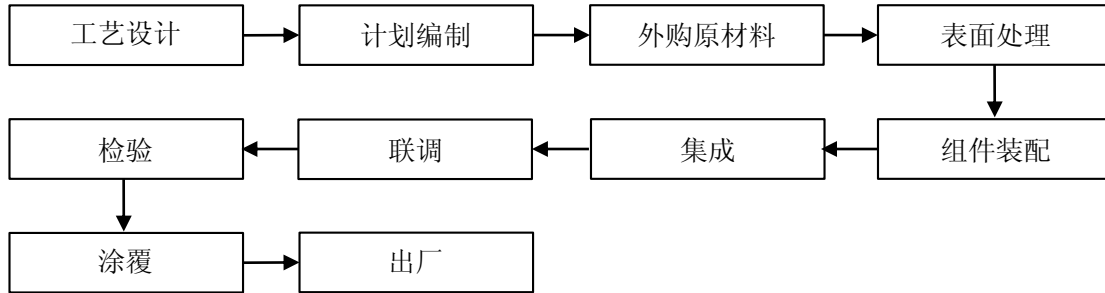 工艺设计
计划编制
外购原材料
表面处理
组件装配
集成
联调
检验
涂覆
出厂